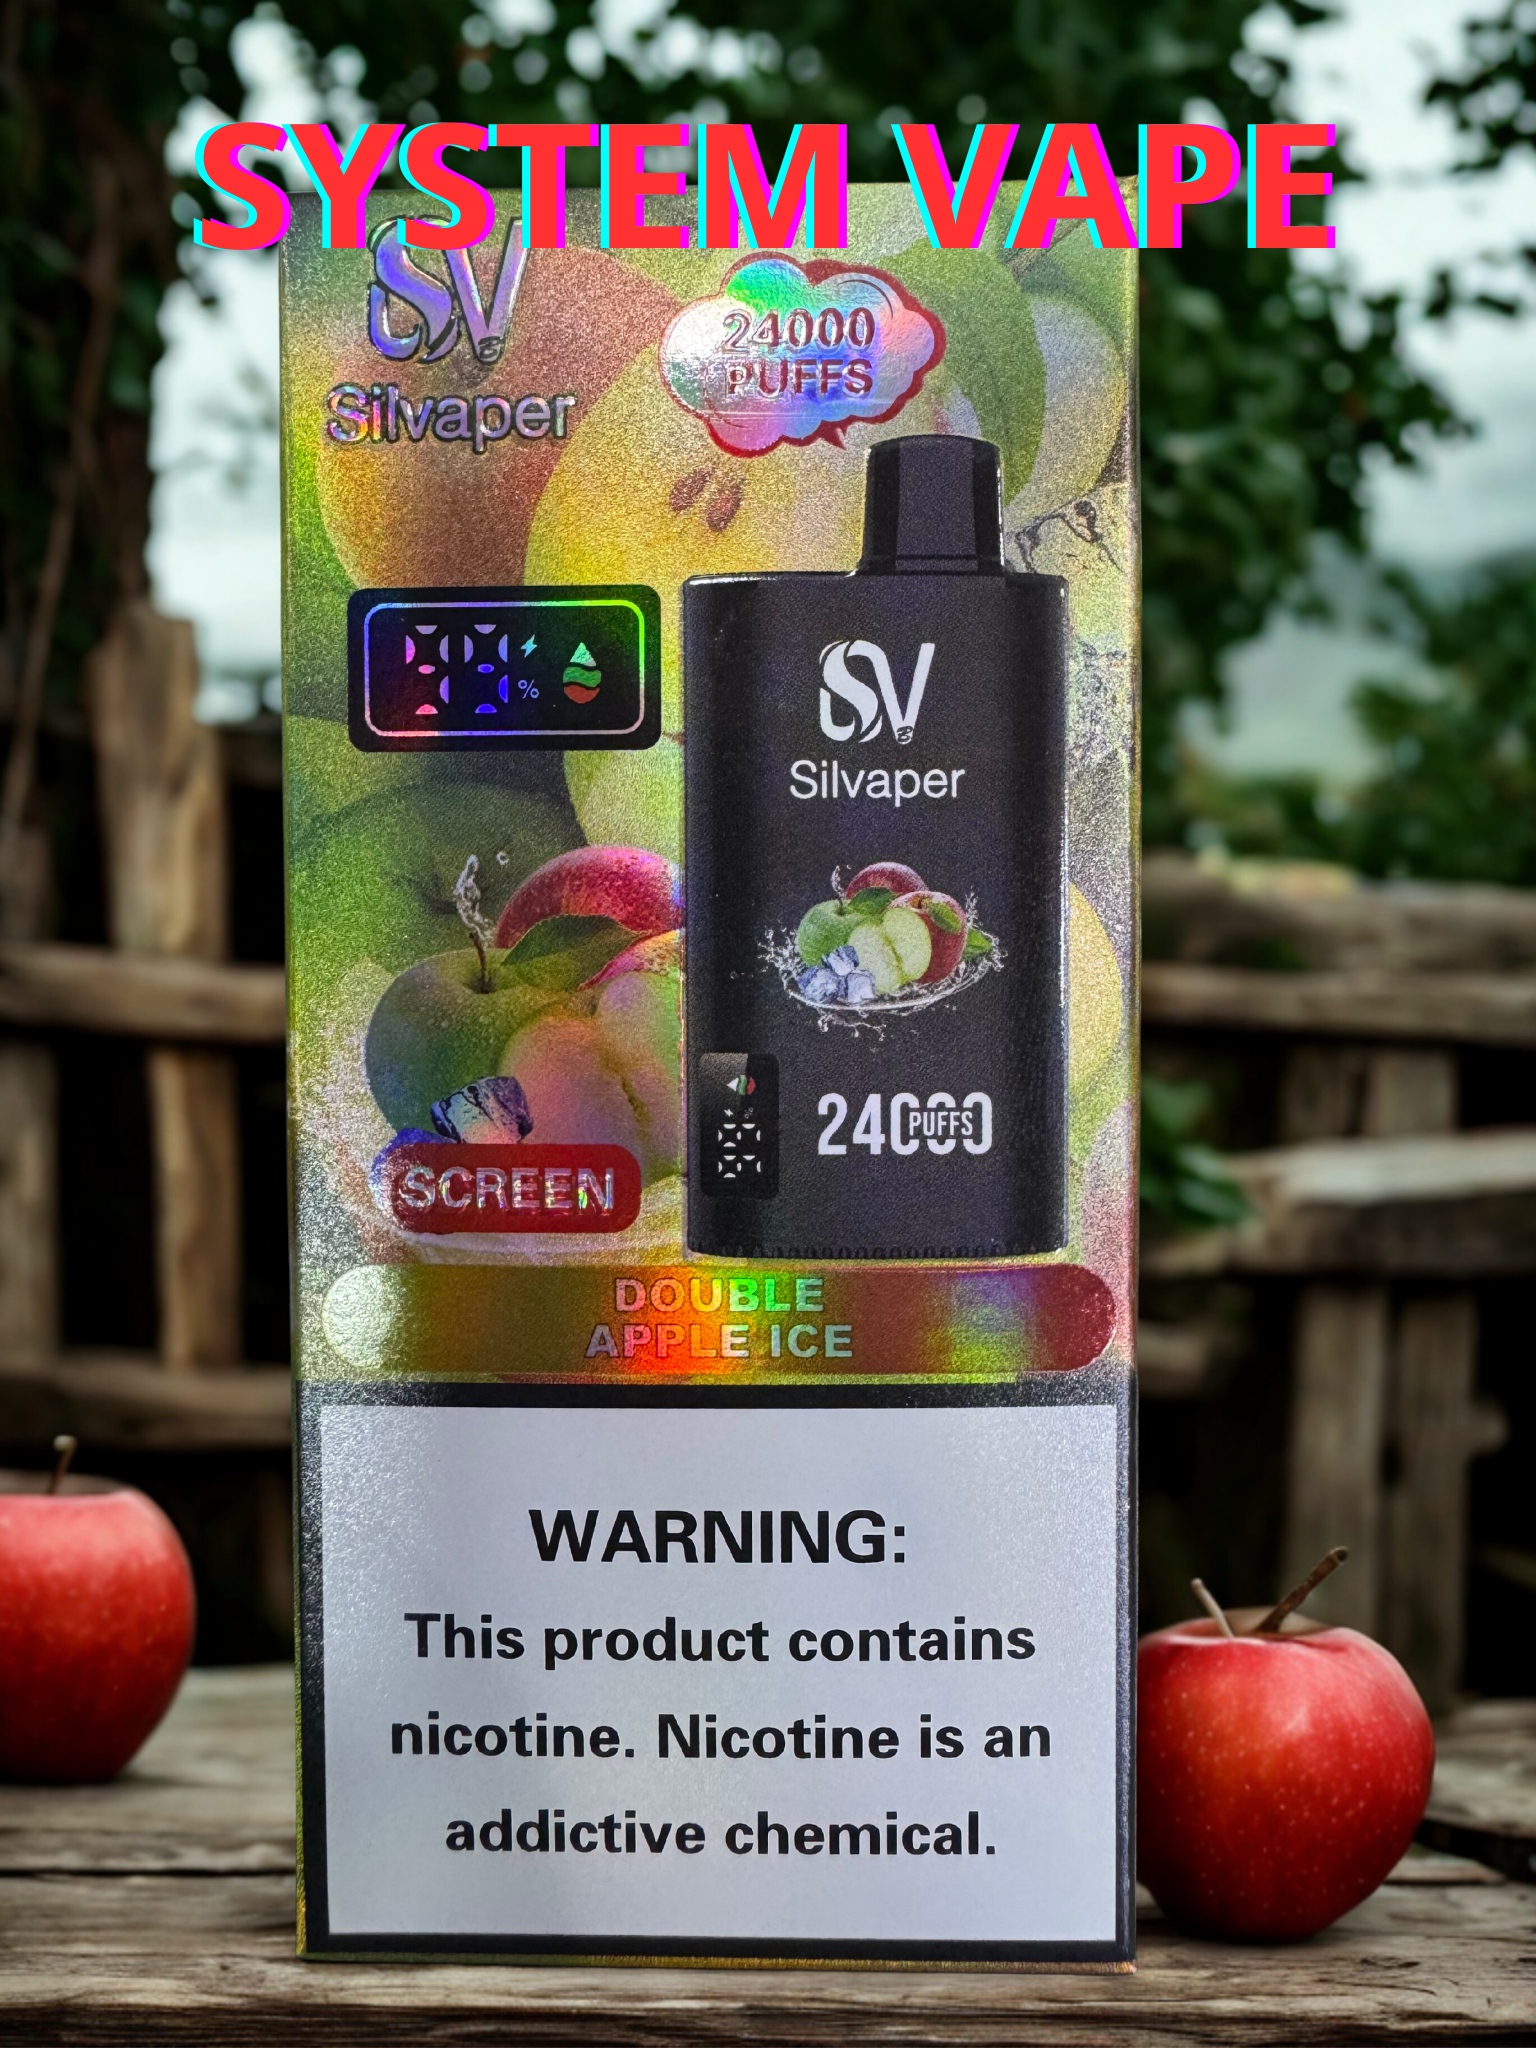 SYSTEM VAPE
SV
Silvaper
24000
PUFFS
%
SV
Silvaper
24000
PUFFS
SCREEN
DOUBLE
APPLE ICE
WARNING:
This product contains
nicotine. Nicotine is an
addictive chemical.